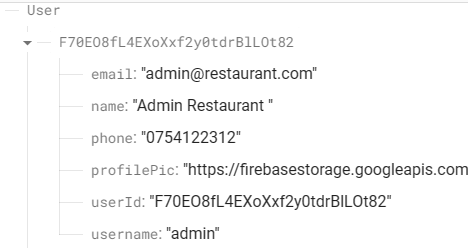 User
F70EO8fL4EXoXxf2y0tdrBlLOt82
email: "admin@restaurant.com"
name: "Admin Restaurant "
phone: "0754122312"
profilePic: "https://firebasestorage.googleapis.com
userId: "F70EO8fL4EXoXxf2y0tdrBlLOt82"
username: "admin"